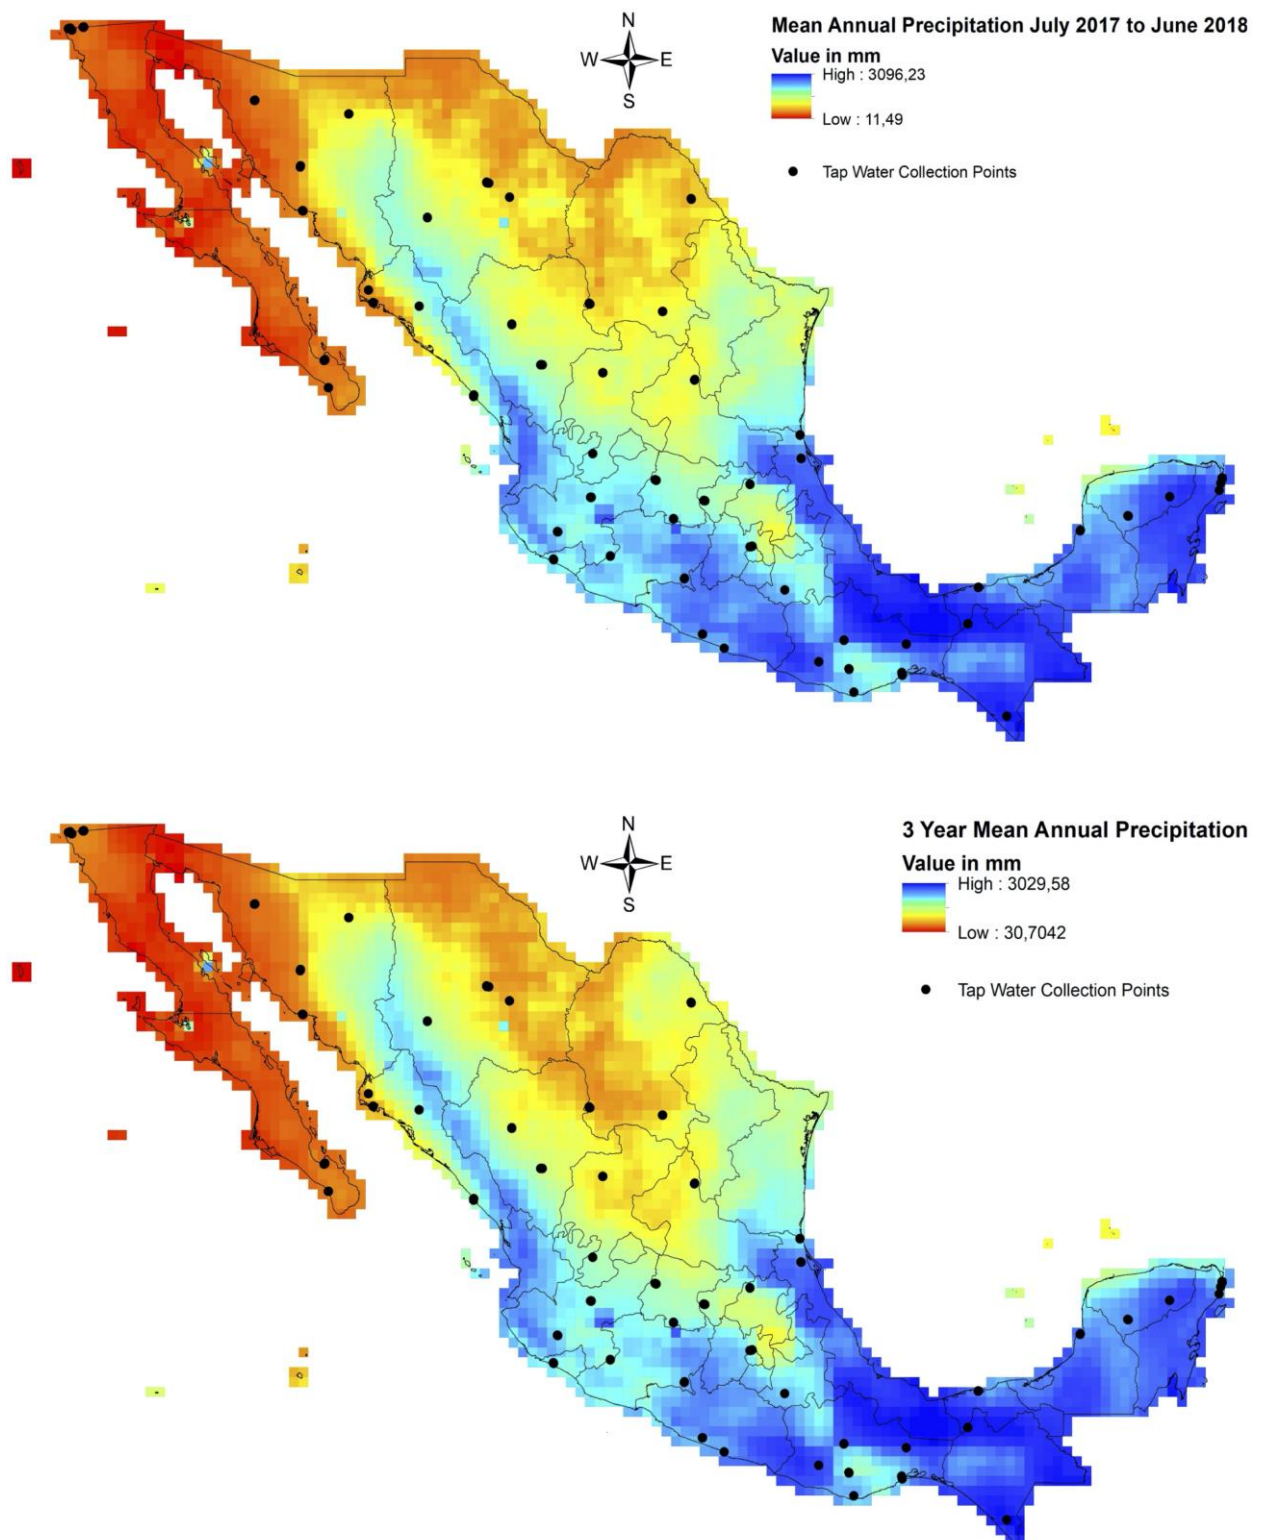 Mean Annual Precipitation July 2017 to June 2018
Value in mm
High : 3096,23
Low : 11,49
Tap Water Collection Points
N
W E
S
3 Year Mean Annual Precipitation
Value in mm
High : 3029,58
Low : 30,7042
Tap Water Collection Points
N
W E
S